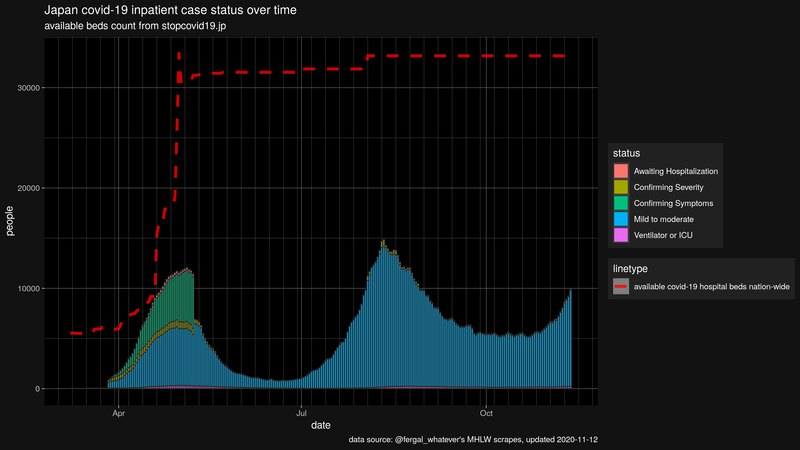 Japan covid-19 inpatient case status over time
available beds count from stopcovid19.jp
people
30000
20000
10000
0
Apr
Jul
Oct
date
status
Awaiting Hospitalization
Confirming Severity
Confirming Symptoms
Mild to moderate
Ventilator or ICU
linetype
available covid-19 hospital beds nation-wide
data source: @fergal_whatever's MHLW scrapes, updated 2020-11-12